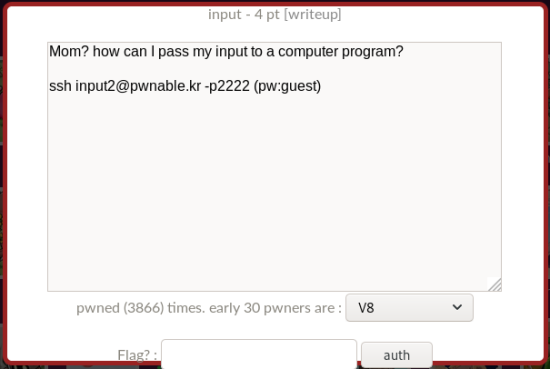 input - 4 pt [writeup]
Mom? how can I pass my input to a computer program?
ssh input2@pwnable.kr -p2222 (pw:guest)
pwned (3866) times. early 30 pwners are : V8
Flag? : auth